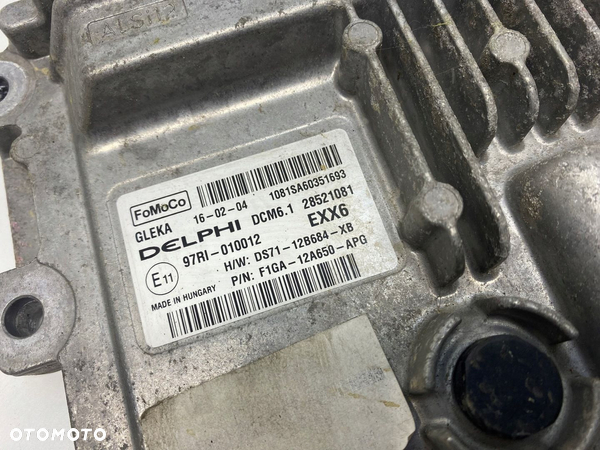 ALSI17
FoMoCo
16-02-04
1081SA60351693
GLEKA
DELPHI DCM6.1 28521081
97RI-010012
EXX6
H/W: DS71-12B684-XB
E11
P/N: F1GA-12A650-APG
MADE IN HUNGARY
OTOMOTO